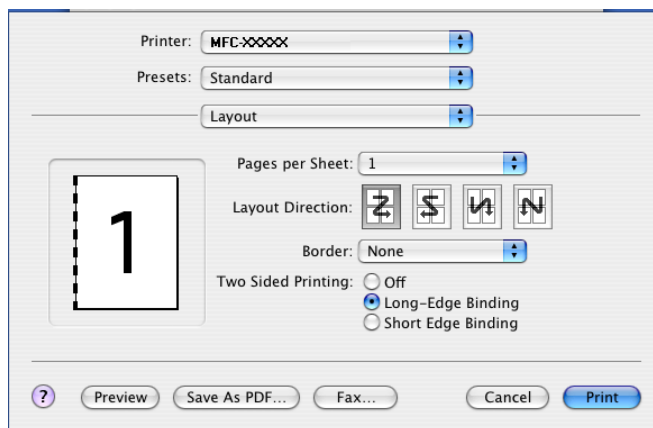 Printer: MFC-XXXXX
Presets: Standard
Layout
Pages per Sheet: 1
Layout Direction:
Border: None
Two Sided Printing: Off
Long-Edge Binding
Short Edge Binding
1
? Preview Save As PDF... Fax... Cancel Print